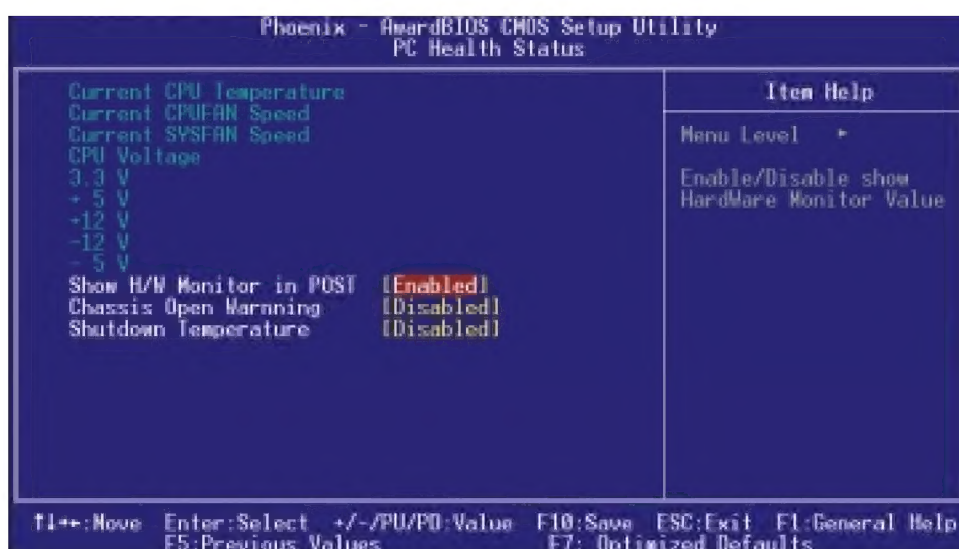 Phoenix - AwardBIOS CMOS Setup Utility
PC Health Status
Current CPU Temperature
Current CPUFAN Speed
Current SYSFAN Speed
CPU Voltage
3.3 V
+ 5 V
+12 V
-12 V
- 5 V
Show H/W Monitor in POST [Enabled]
Chassis Open Warnning [Disabled]
Shutdown Temperature [Disabled]
Item Help
Menu Level ►
Enable/Disable show
HardWare Monitor Value
↑↓→←:Move Enter:Select +/-/PU/PD:Value F10:Save ESC:Exit F1:General Help
F5:Previous Values F7: Optimized Defaults